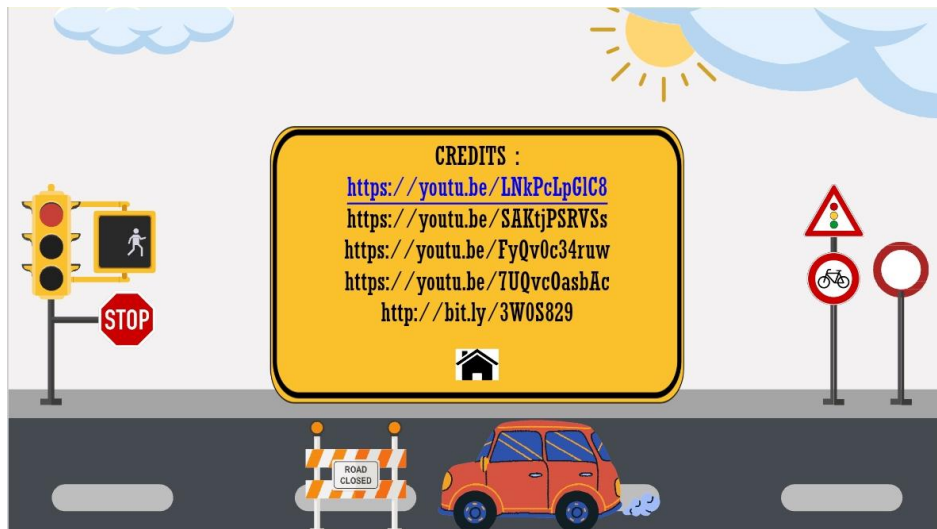 CREDITS :
https://youtu.be/LNkPcLpGlC8
https://youtu.be/SAKtjPSRVSs
https://youtu.be/FyQv0c34ruw
https://youtu.be/7UQvcOasbAc
http://bit.ly/3W0S829
STOP
ROAD
CLOSED